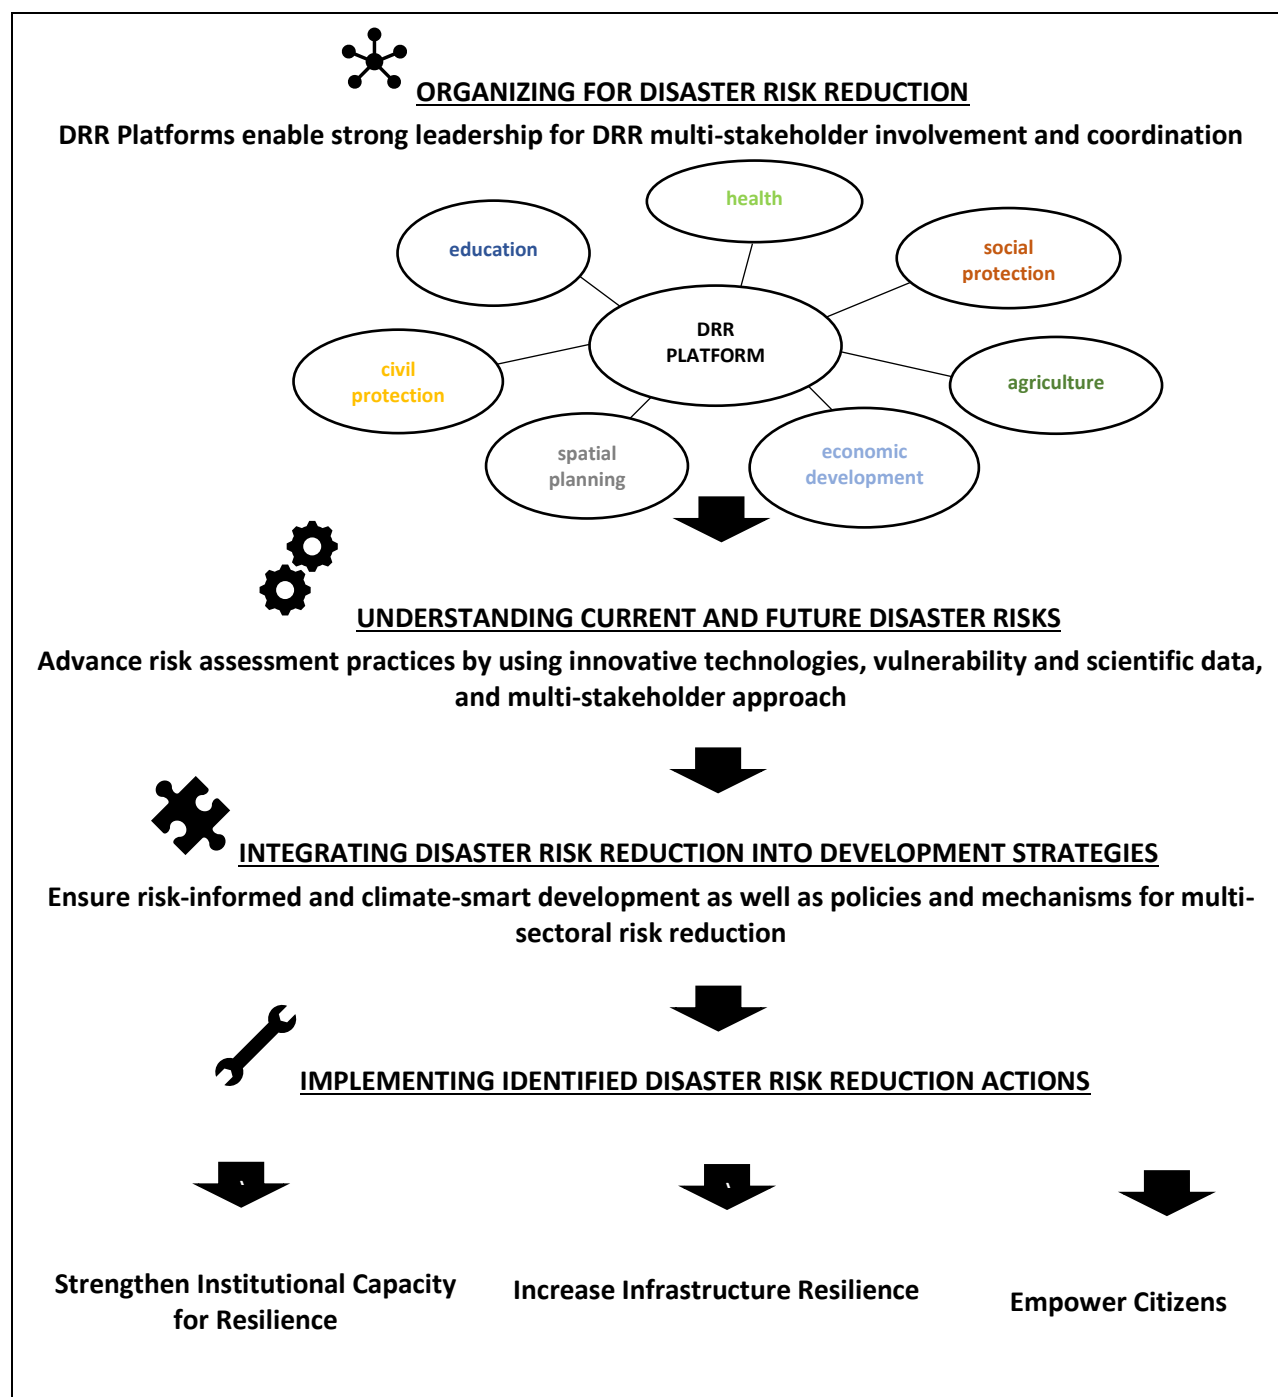 ORGANIZING FOR DISASTER RISK REDUCTION
DRR Platforms enable strong leadership for DRR multi-stakeholder involvement and coordination
health
education
social
protection
DRR
PLATFORM
civil
protection
agriculture
spatial
planning
economic
development
UNDERSTANDING CURRENT AND FUTURE DISASTER RISKS
Advance risk assessment practices by using innovative technologies, vulnerability and scientific data,
and multi-stakeholder approach
INTEGRATING DISASTER RISK REDUCTION INTO DEVELOPMENT STRATEGIES
Ensure risk-informed and climate-smart development as well as policies and mechanisms for multi-
sectoral risk reduction
IMPLEMENTING IDENTIFIED DISASTER RISK REDUCTION ACTIONS
Strengthen Institutional Capacity
for Resilience
Increase Infrastructure Resilience
Empower Citizens